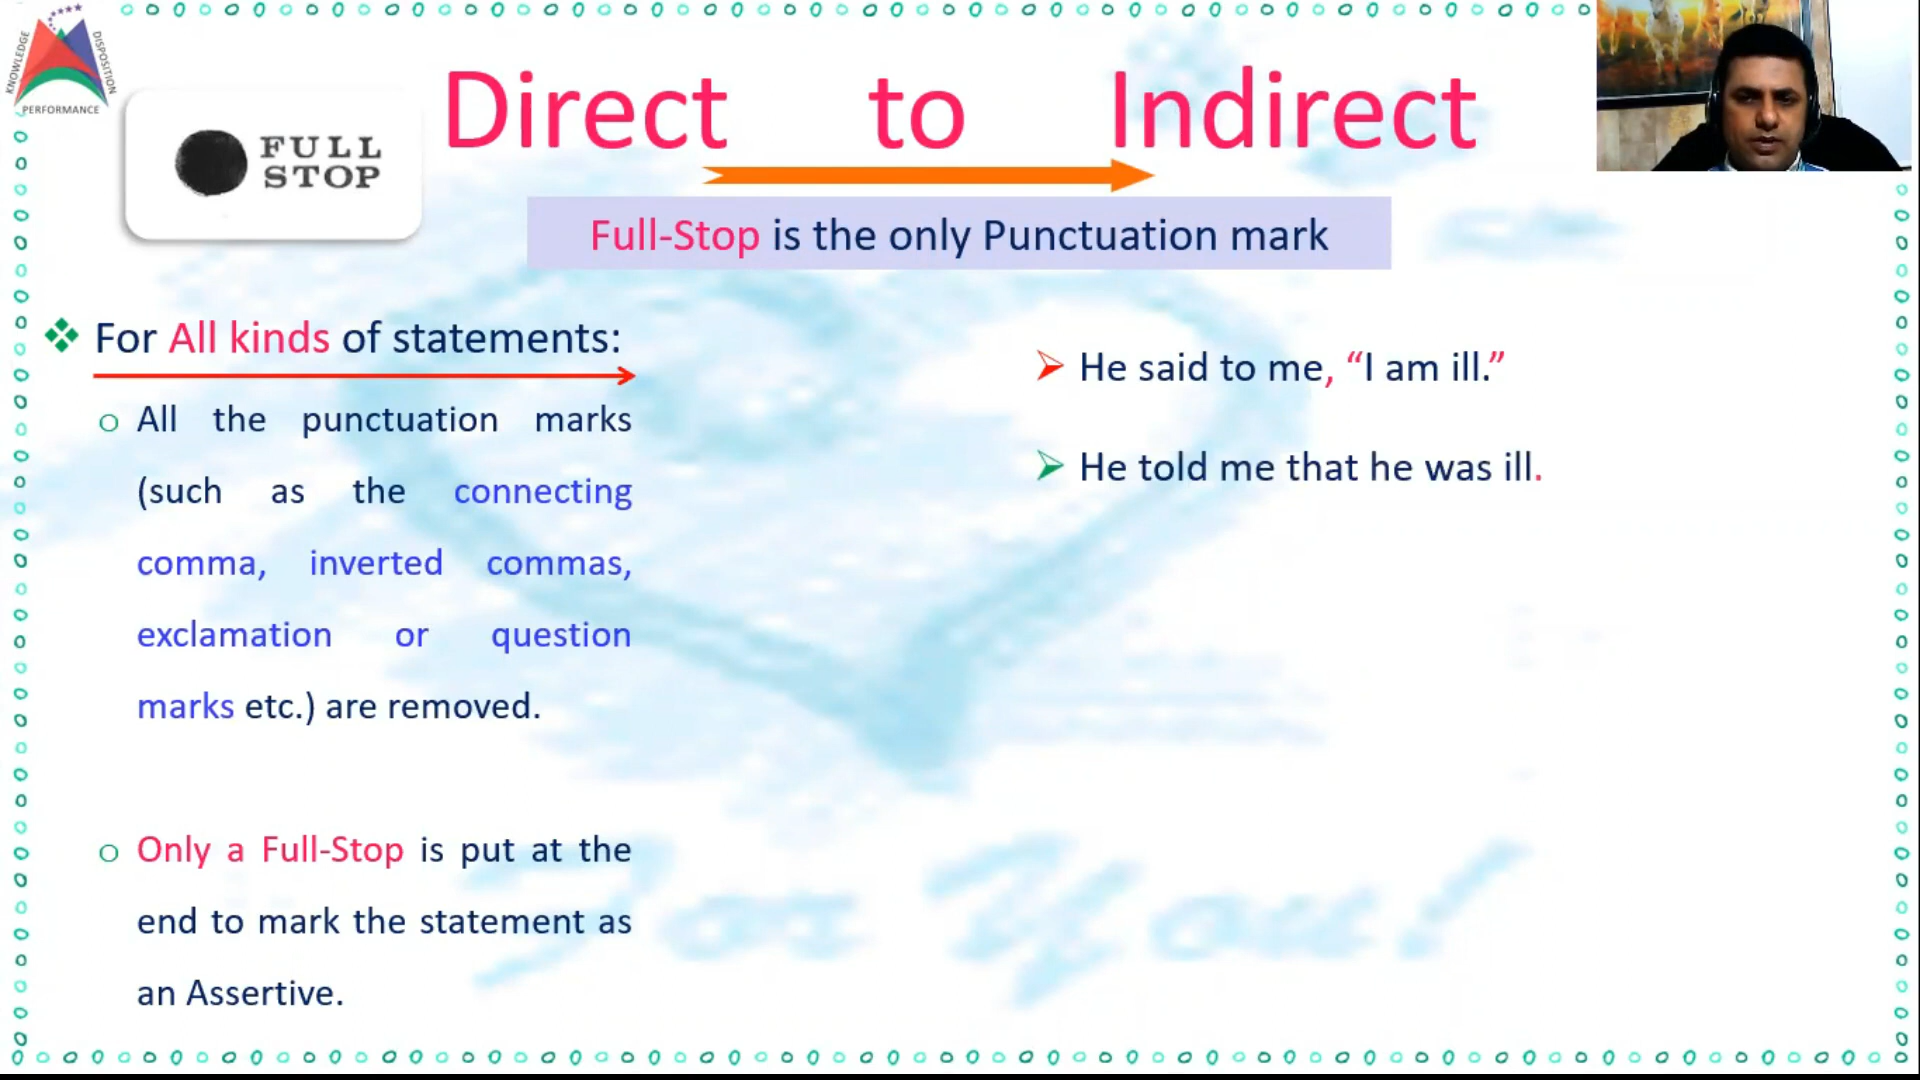 KNOWLEDGE
DISPOSITION
PERFORMANCE
FULL
STOP
Direct to Indirect
Full-Stop is the only Punctuation mark
For All kinds of statements:
All the punctuation marks
(such as the connecting
comma, inverted commas,
exclamation or question
marks etc.) are removed.
Only a Full-Stop is put at the
end to mark the statement as
an Assertive.
He said to me, “I am ill.”
He told me that he was ill.
For You!